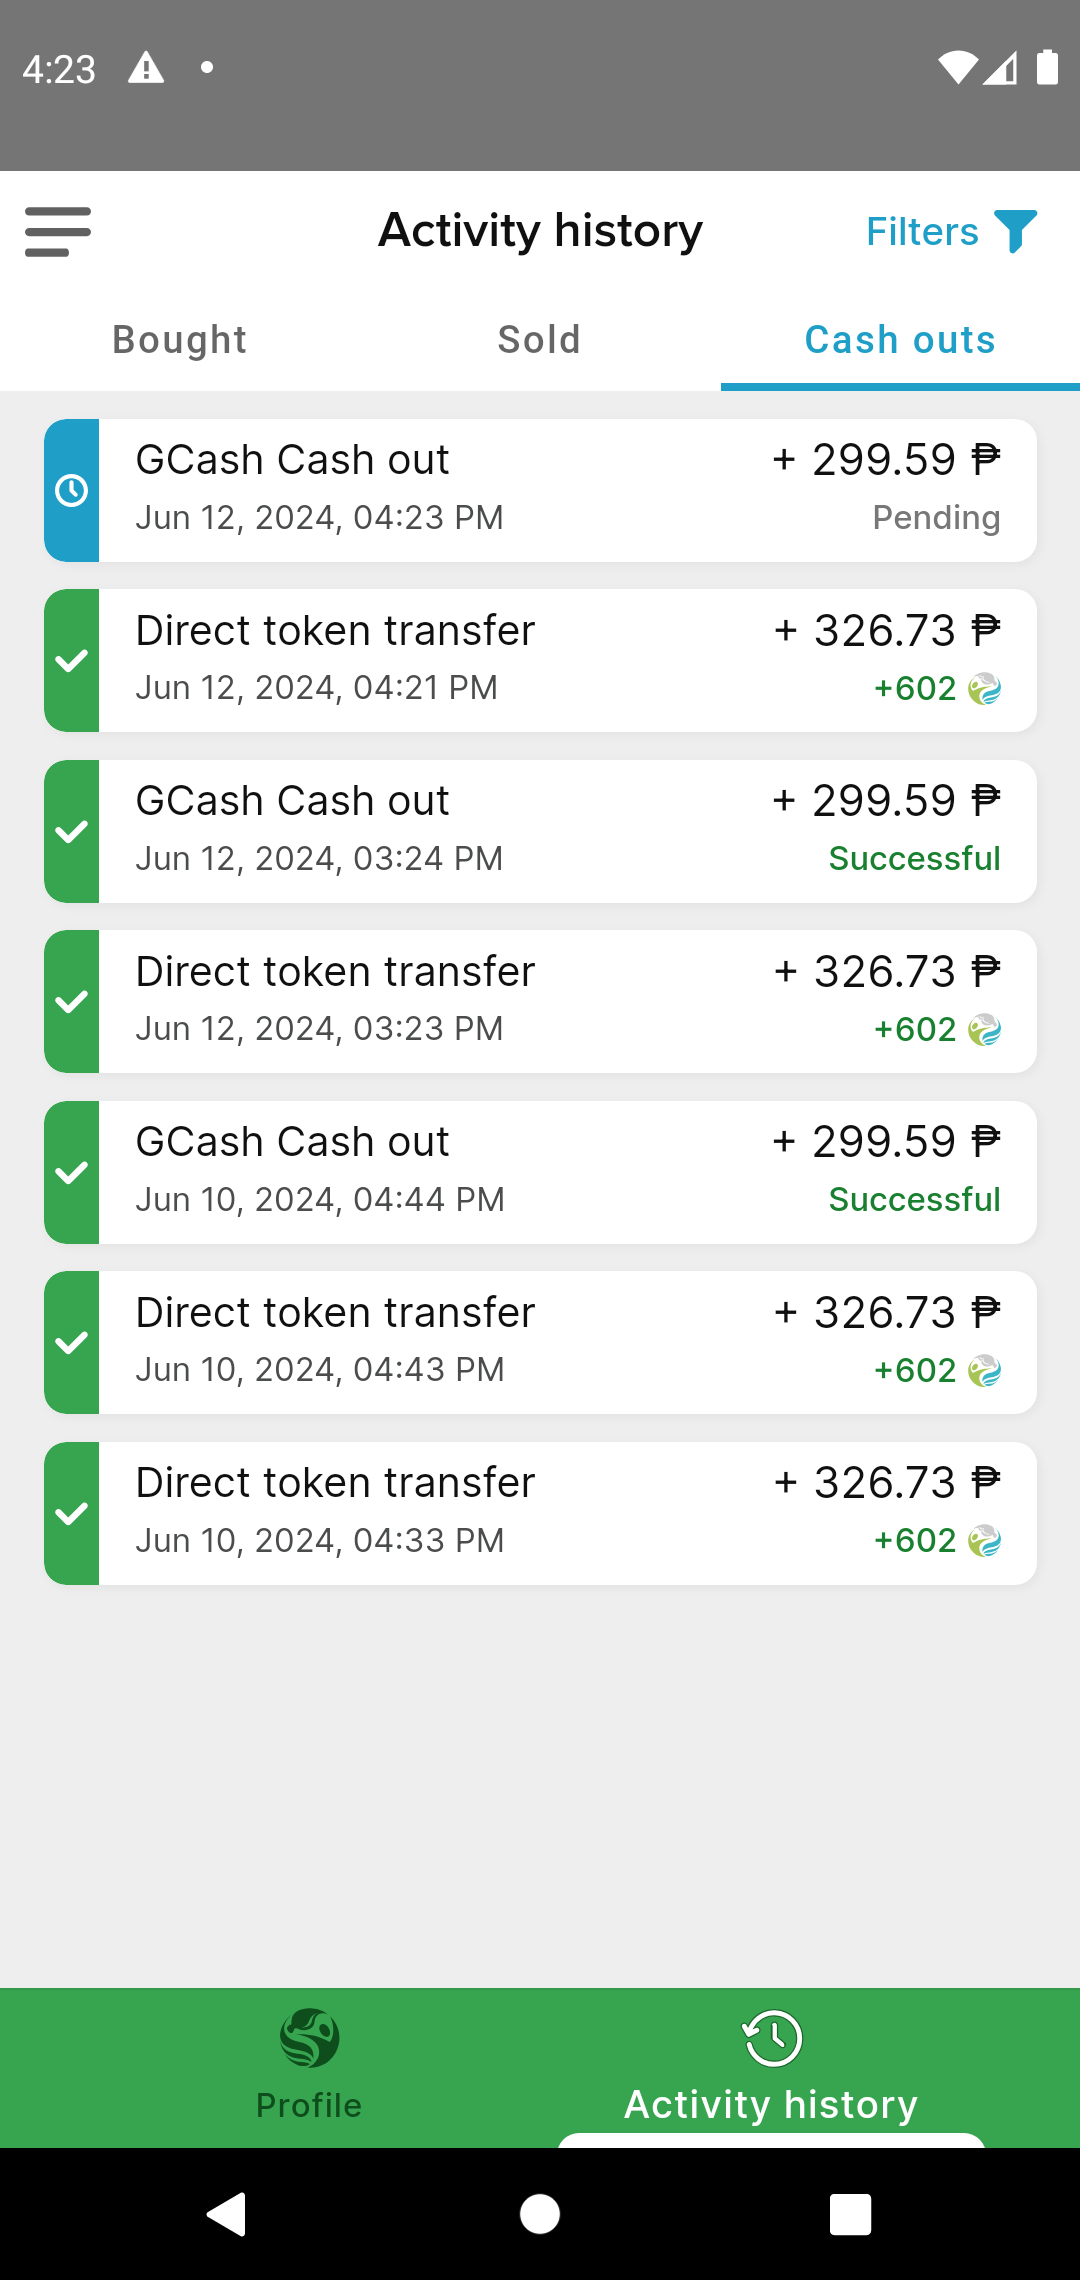 4:23
Activity history
Filters
Bought
Sold
Cash outs
GCash Cash out
+ 299.59 ₱
Jun 12, 2024, 04:23 PM
Pending
Direct token transfer
+ 326.73 ₱
Jun 12, 2024, 04:21 PM
+602
GCash Cash out
+ 299.59 ₱
Jun 12, 2024, 03:24 PM
Successful
Direct token transfer
+ 326.73 ₱
Jun 12, 2024, 03:23 PM
+602
GCash Cash out
+ 299.59 ₱
Jun 10, 2024, 04:44 PM
Successful
Direct token transfer
+ 326.73 ₱
Jun 10, 2024, 04:43 PM
+602
Direct token transfer
+ 326.73 ₱
Jun 10, 2024, 04:33 PM
+602
Profile
Activity history